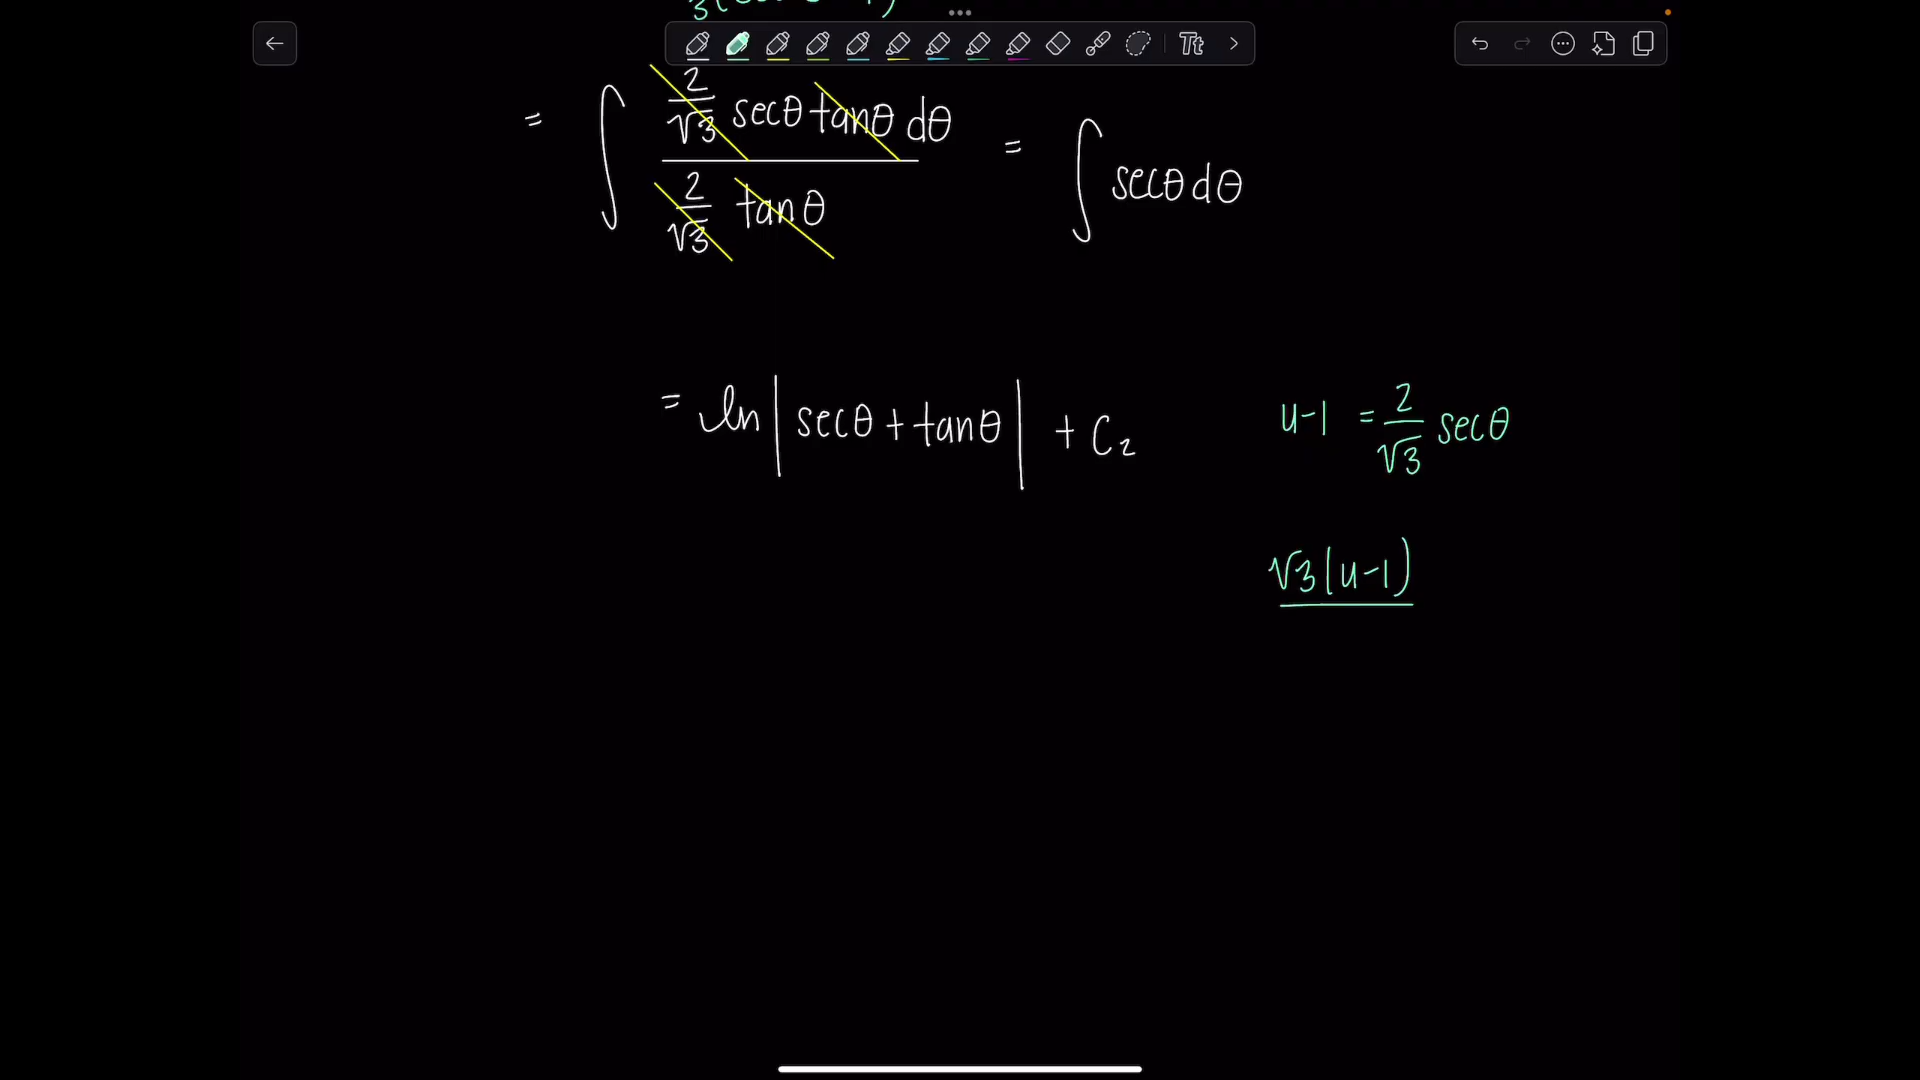 Tt
= ∫ (2/√3 secθ tanθ dθ)/(2/√3 tanθ) = ∫ secθ dθ
= ln|secθ + tanθ| + C₂
u-1 = 2/√3 secθ
√3(u-1)